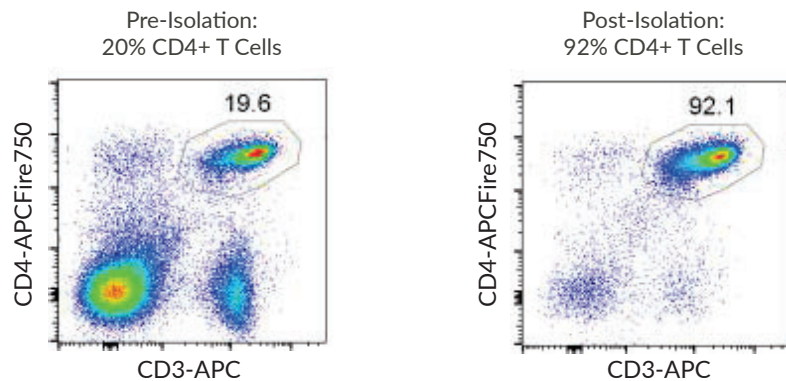 Pre-Isolation:
20% CD4+ T Cells
19.6
CD4-APCFire750
CD3-APC
Post-Isolation:
92% CD4+ T Cells
92.1
CD4-APCFire750
CD3-APC